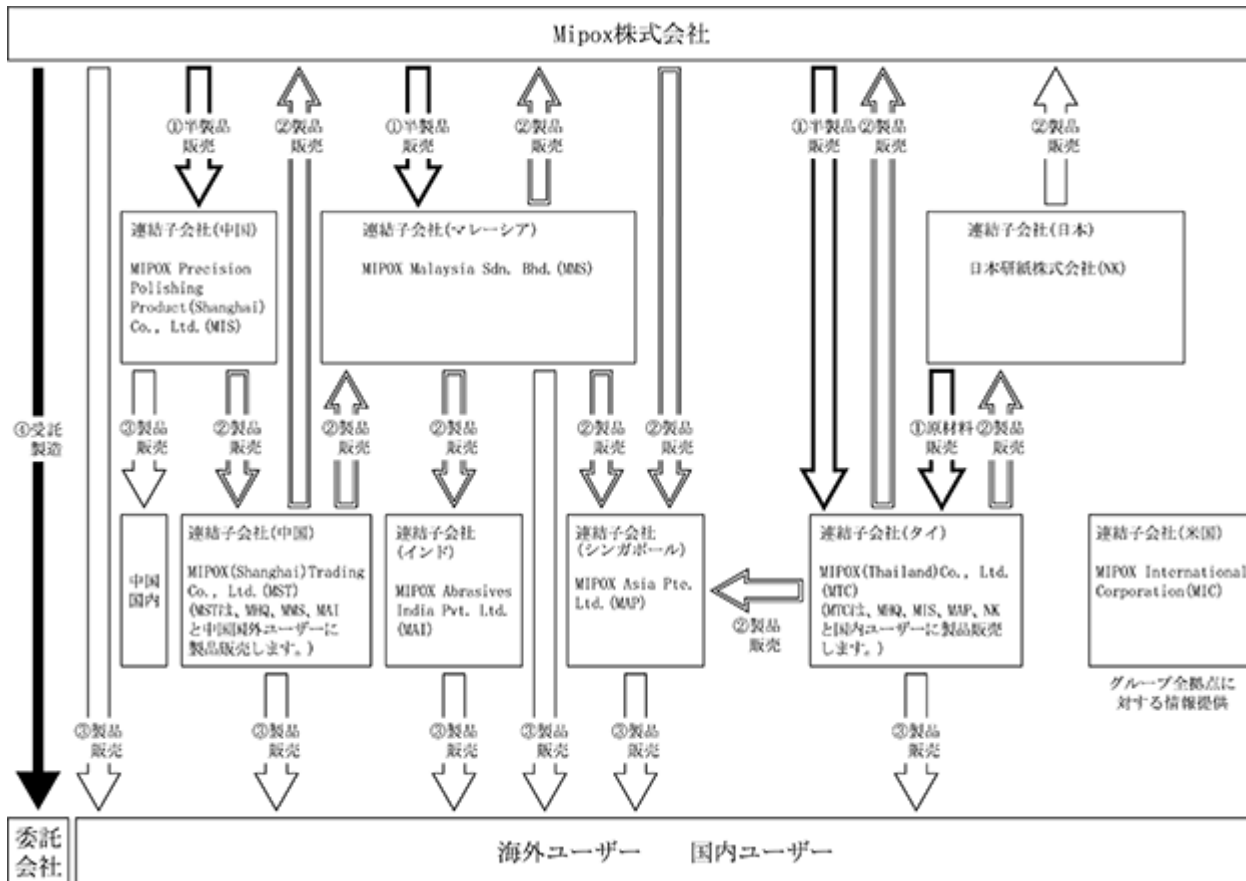 Mipox株式会社
①半製品
販売
②製品
販売
①半製品
販売
②製品
販売
①半製品
販売
②製品
販売
②製品
販売
連結子会社(中国)
MIPOX Precision
Polishing
Product(Shanghai)
Co., Ltd.(MIS)
連結子会社(マレーシア)
MIPOX Malaysia Sdn. Bhd.(MMS)
連結子会社(日本)
日本研紙株式会社(NK)
④受託
製造
③製品
販売
②製品
販売
②製品
販売
②製品
販売
②製品
販売
②製品
販売
①原材料
販売
②製品
販売
中国
国内
連結子会社(中国)
MIPOX(Shanghai)Trading
Co., Ltd.(MST)
(MSTは、MHQ、MMS、MAI
と中国国外ユーザーに
製品販売します。)
連結子会社
(インド)
MIPOX Abrasives
India Pvt. Ltd.
(MAI)
連結子会社
(シンガポール)
MIPOX Asia Pte.
Ltd.(MAP)
②製品
販売
連結子会社(タイ)
MIPOX(Thailand)Co., Ltd.
(MTC)
(MTCは、MHQ、MIS、MAP、NK
と国内ユーザーに製品販売
します。)
連結子会社(米国)
MIPOX International
Corporation(MIC)
グループ全拠点に
対する情報提供
③製品
販売
③製品
販売
③製品
販売
③製品
販売
③製品
販売
③製品
販売
委託
会社
海外ユーザー 国内ユーザー